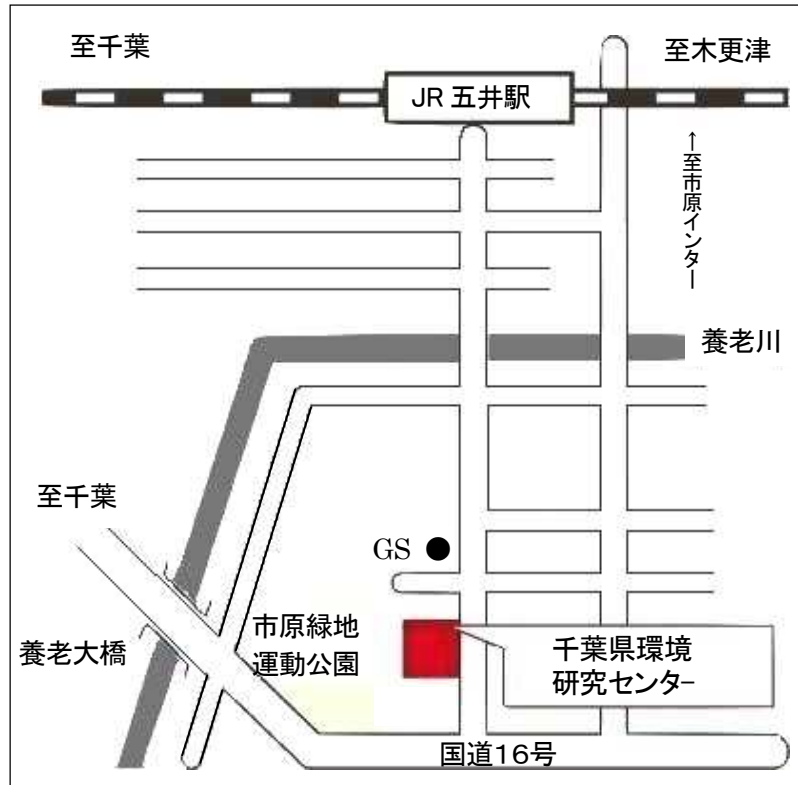 至千葉
至木更津
JR 五井駅
↑至市原インター
養老川
至千葉
GS
市原緑地
運動公園
養老大橋
千葉県環境
研究センター
国道16号